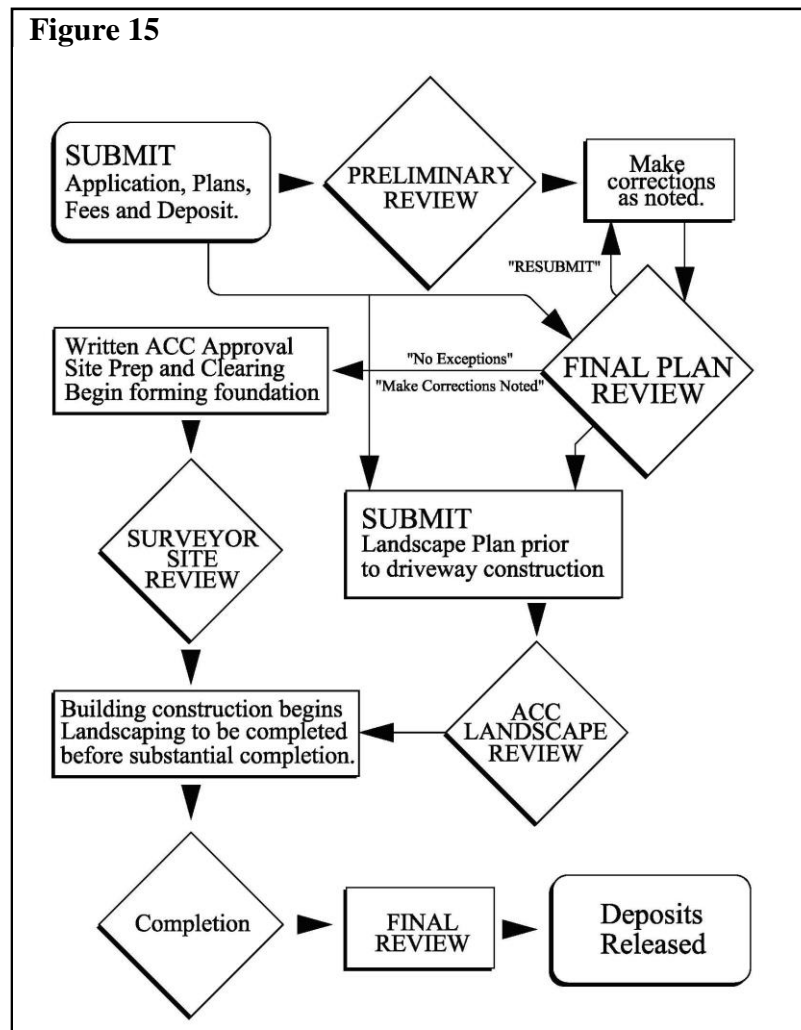 Figure 15
SUBMIT
Application, Plans,
Fees and Deposit.
PRELIMINARY
REVIEW
Make
corrections
as noted.
"RESUBMIT"
FINAL PLAN
REVIEW
"No Exceptions"
"Make Corrections Noted"
Written ACC Approval
Site Prep and Clearing
Begin forming foundation
SURVEYOR
SITE
REVIEW
SUBMIT
Landscape Plan prior
to driveway construction
ACC
LANDSCAPE
REVIEW
Building construction begins
Landscaping to be completed
before substantial completion.
Completion
FINAL
REVIEW
Deposits
Released